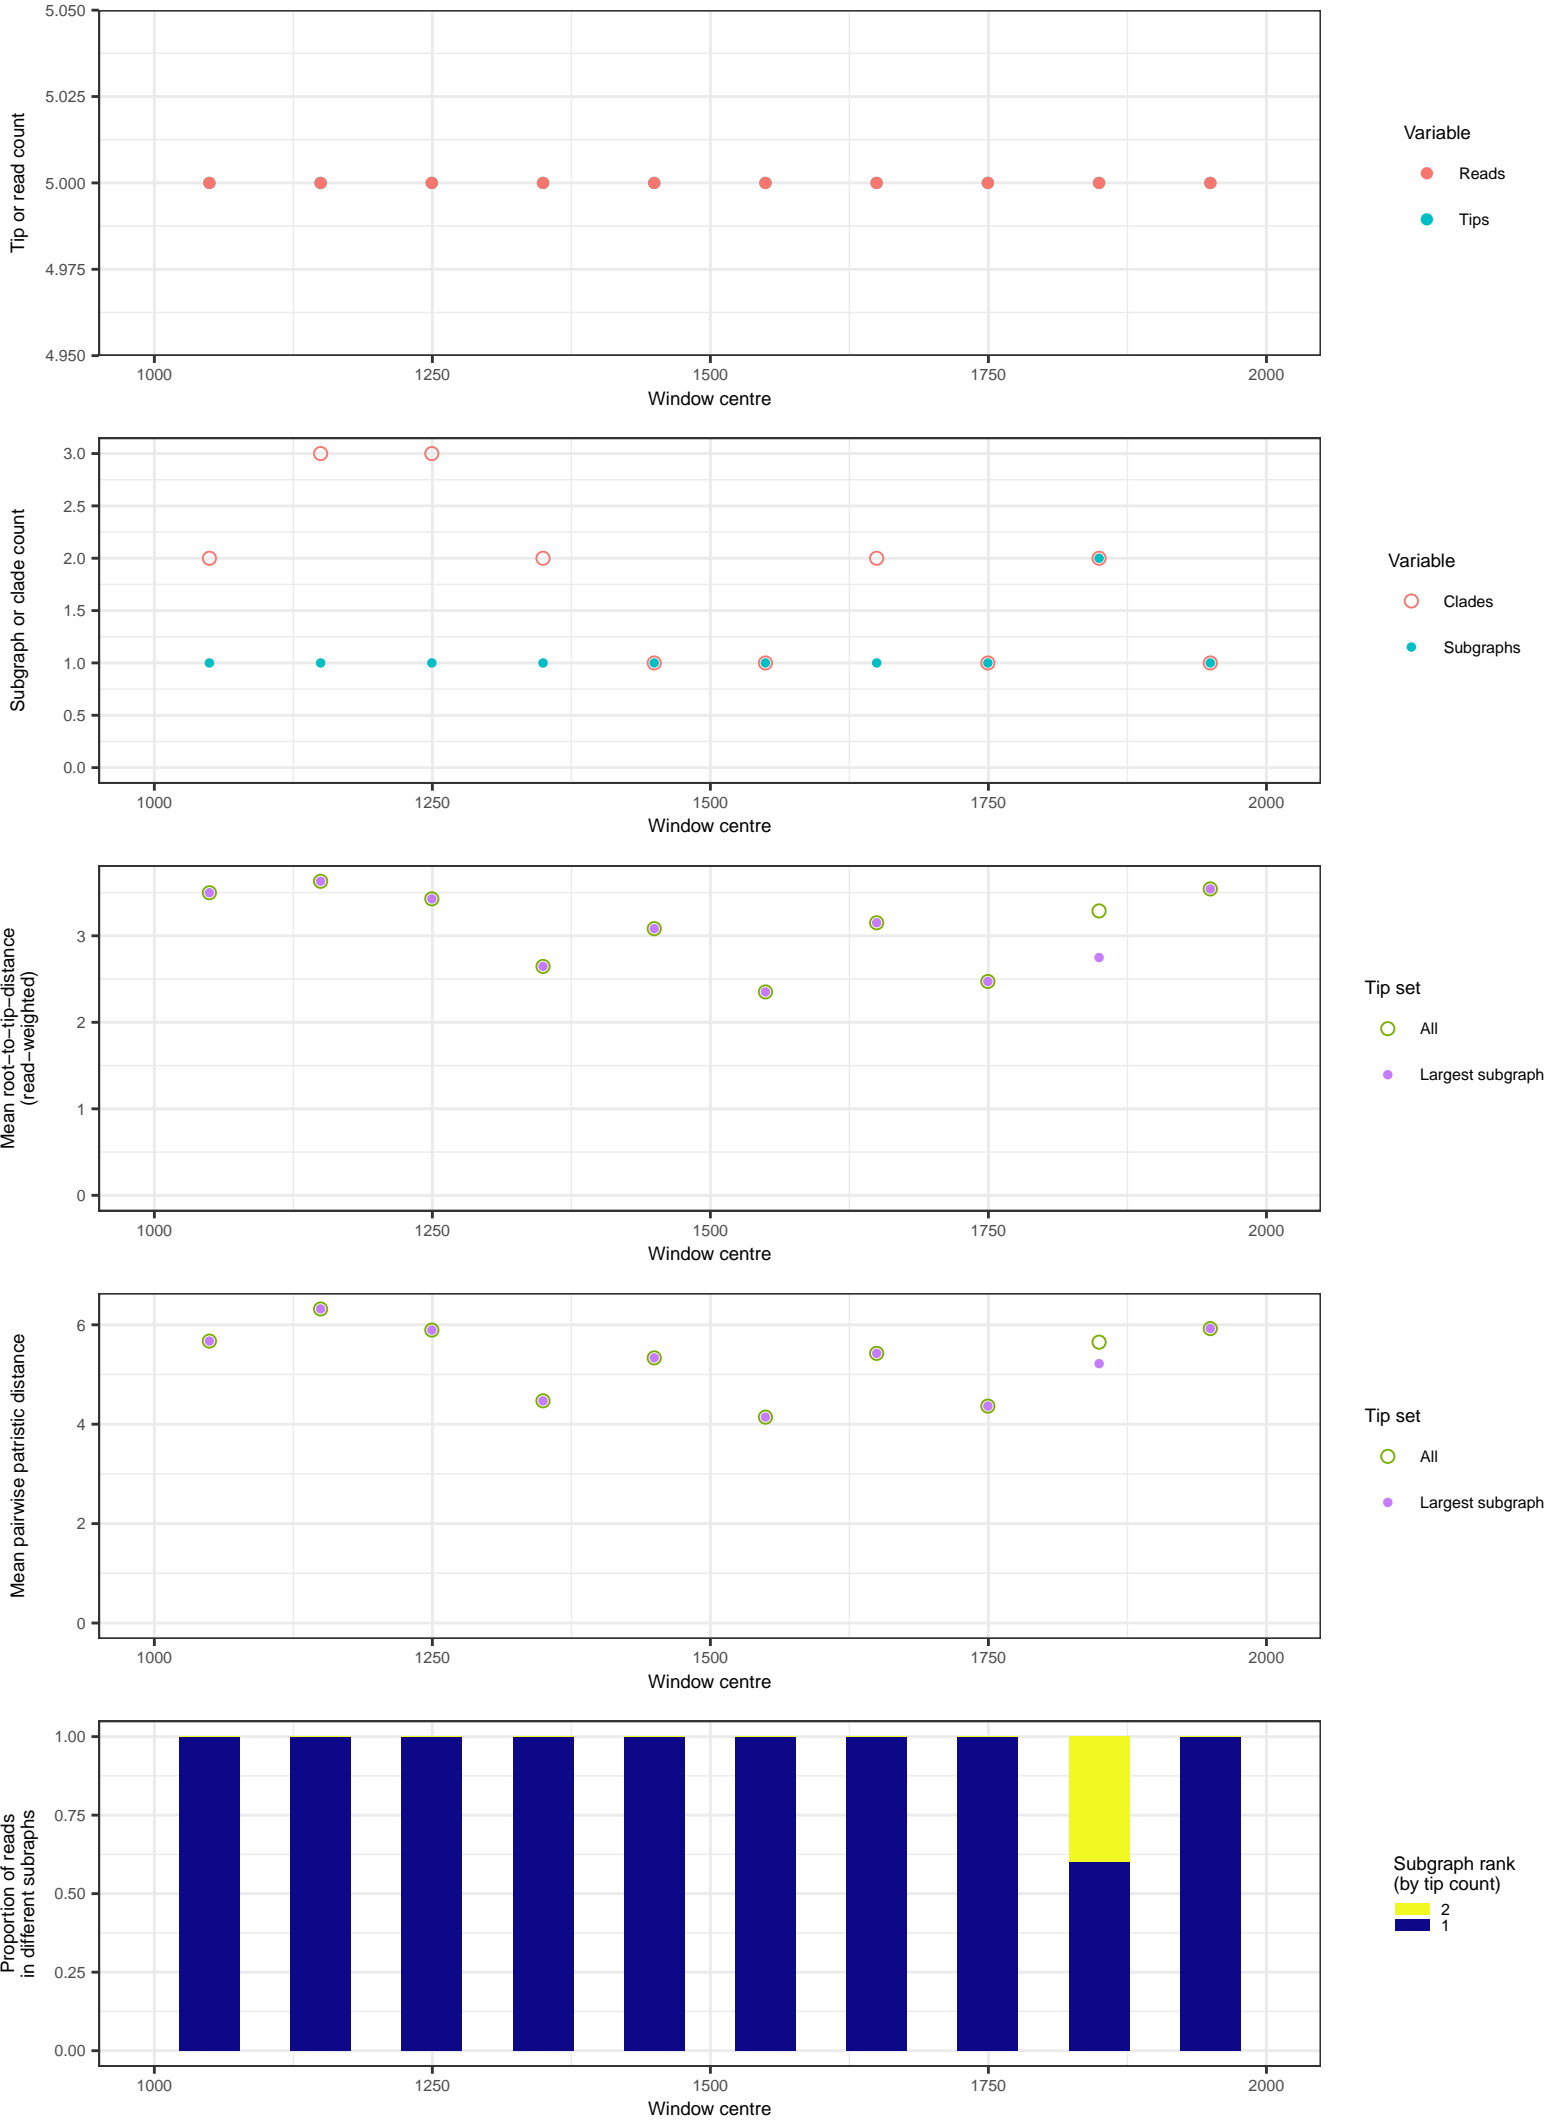 5.050
5.025
5.000
4.975
4.950
Tip or read count
1000 1250 1500 1750 2000
Window centre
Variable
Reads
Tips
3.0
2.5
2.0
1.5
1.0
0.5
0.0
Subgraph or clade count
1000 1250 1500 1750 2000
Window centre
Variable
Clades
Subgraphs
3
2
1
0
Mean root−to−tip−distance
(read−weighted)
1000 1250 1500 1750 2000
Window centre
Tip set
All
Largest subgraph
6
4
2
0
Mean pairwise patristic distance
1000 1250 1500 1750 2000
Window centre
Tip set
All
Largest subgraph
1.00
0.75
0.50
0.25
0.00
Proportion of reads
in different subraphs
1000 1250 1500 1750 2000
Window centre
Subgraph rank
(by tip count)
2
1